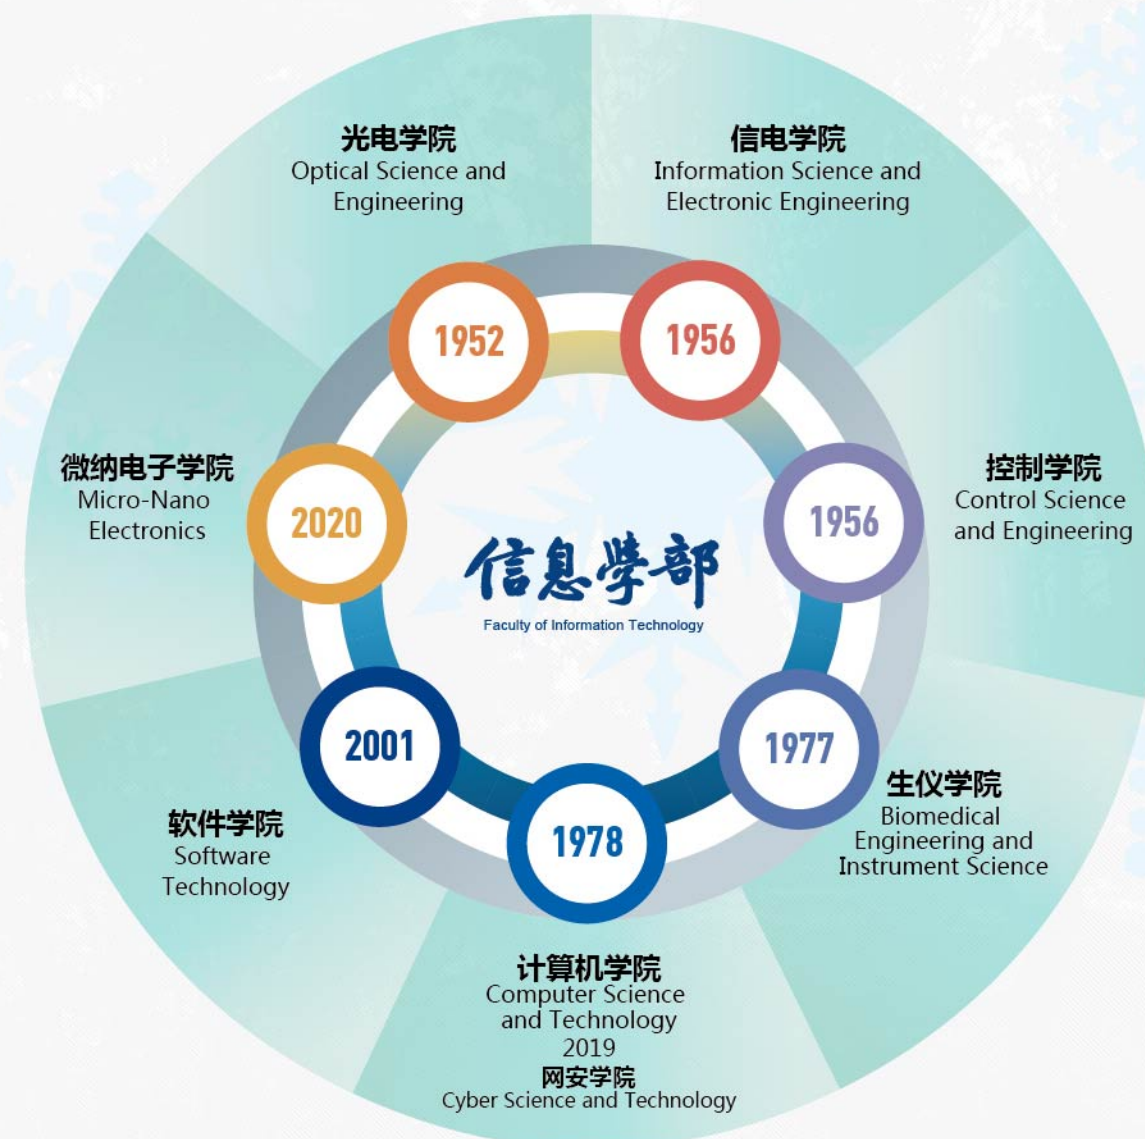 光电学院
Optical Science and
Engineering
1952
信电学院
Information Science and
Electronic Engineering
1956
控制学院
Control Science
and Engineering
1956
生仪学院
Biomedical
Engineering and
Instrument Science
1977
计算机学院
Computer Science
and Technology
2019
网安学院
Cyber Science and Technology
1978
软件学院
Software
Technology
2001
微纳电子学院
Micro-Nano
Electronics
2020
信息学部
Faculty of Information Technology